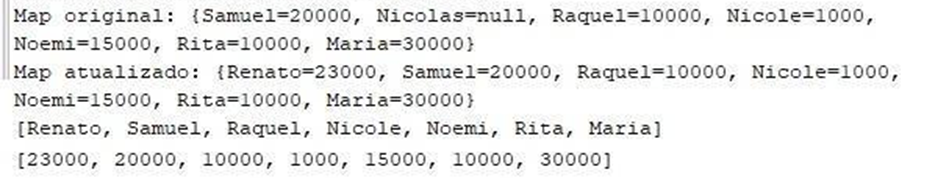 Map original: {Samuel=20000, Nicolas=null, Raquel=10000, Nicole=1000,
Noemi=15000, Rita=10000, Maria=30000}
Map atualizado: {Renato=23000, Samuel=20000, Raquel=10000, Nicole=1000,
Noemi=15000, Rita=10000, Maria=30000}
[Renato, Samuel, Raquel, Nicole, Noemi, Rita, Maria]
[23000, 20000, 10000, 1000, 15000, 10000, 30000]